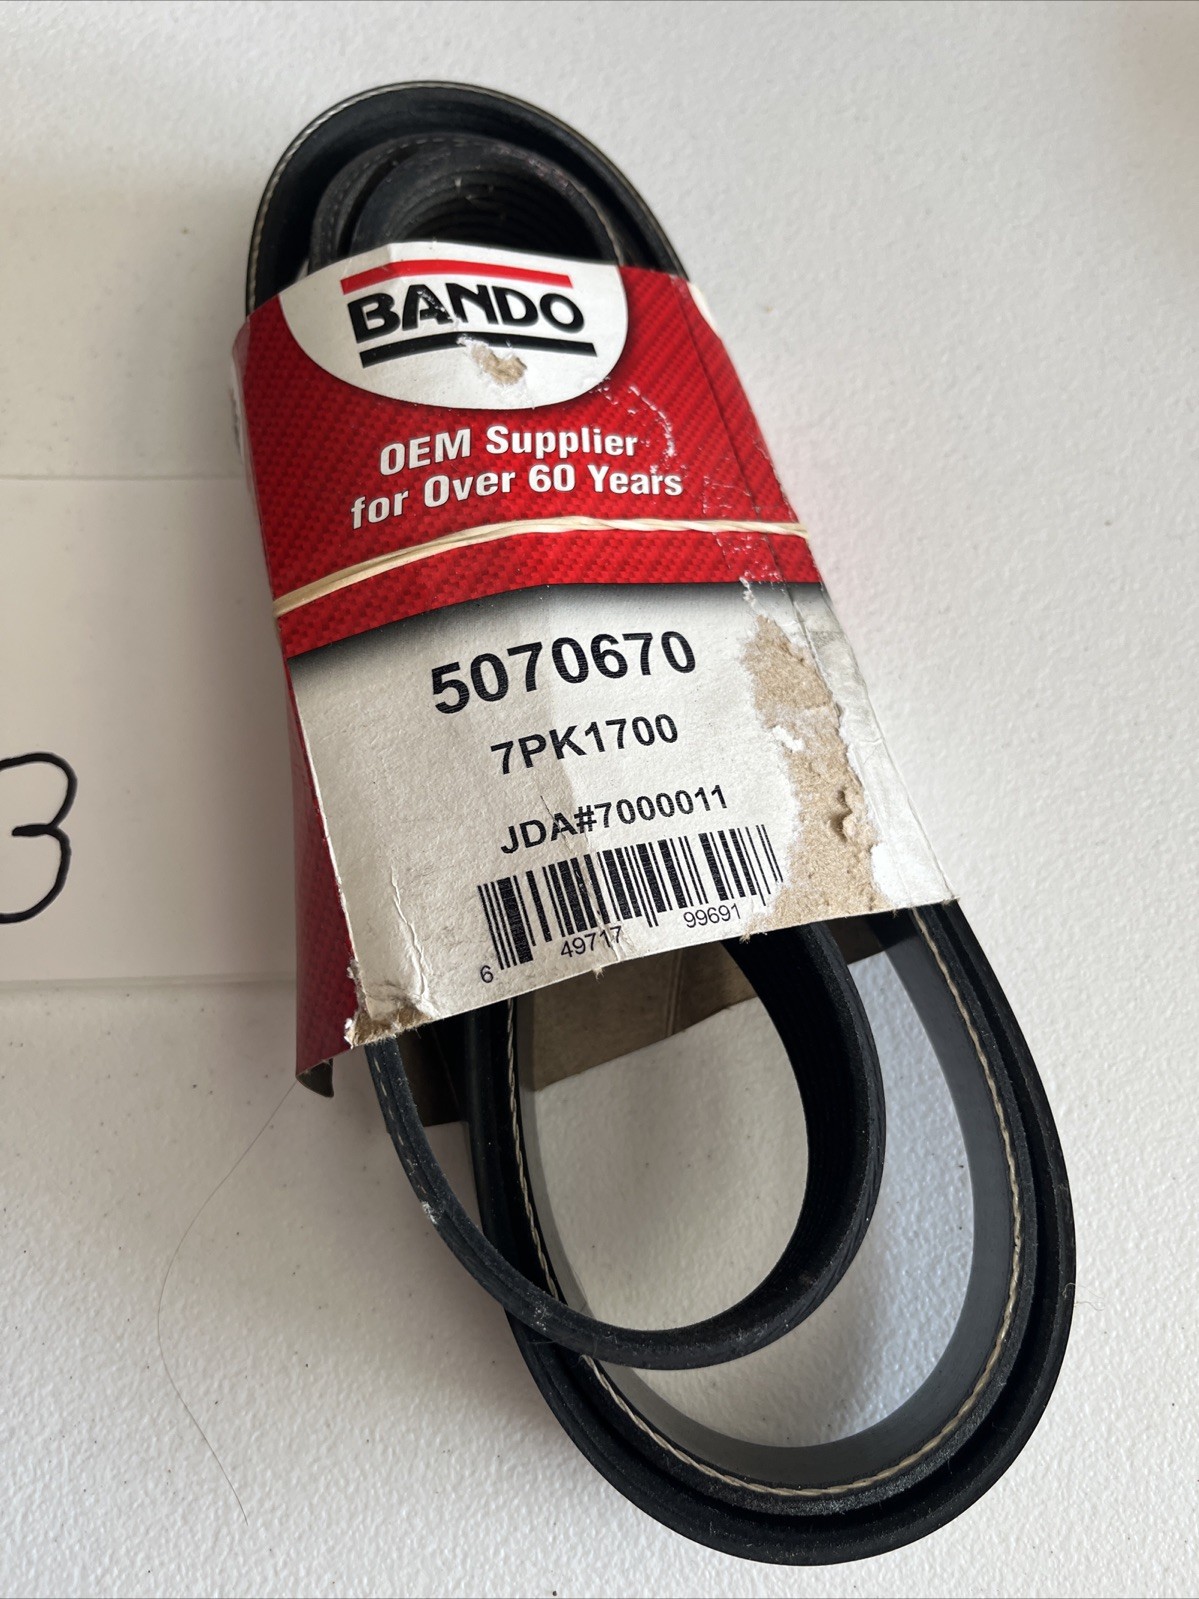 BANDO
OEM Supplier
for Over 60 Years
5070670
7PK1700
JDA#7000011
6 49717 99691
3